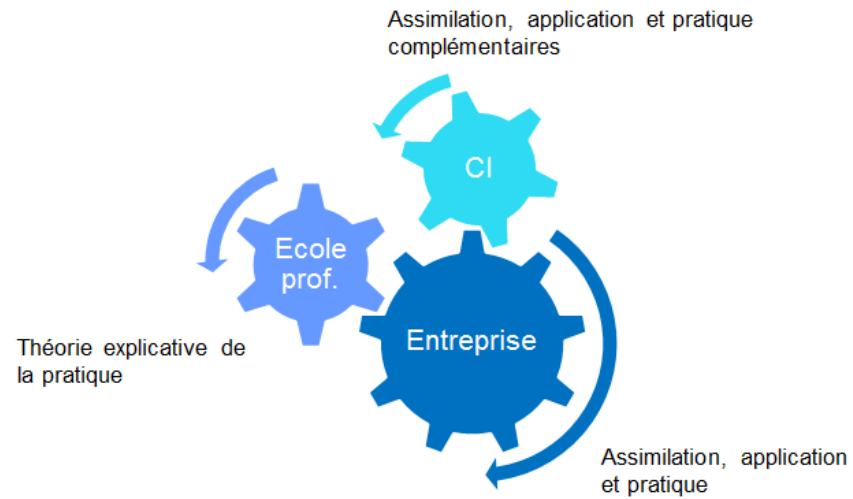 Assimilation, application et pratique
complémentaires
CI
Ecole
prof.
Entreprise
Théorie explicative de
la pratique
Assimilation, application
et pratique